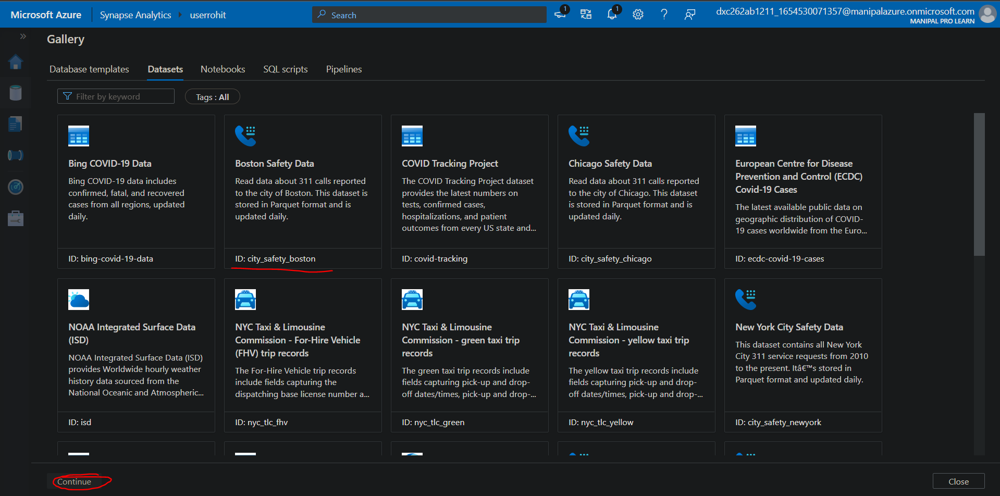 Microsoft Azure
Synapse Analytics
userrohit
Search
1
1
dxc262ab1211_1654530071357@manipalazure.onmicrosoft.com
MANIPAL PRO LEARN
Gallery
Database templates
Datasets
Notebooks
SQL scripts
Pipelines
Filter by keyword
Tags : All
Bing COVID-19 Data
Bing COVID-19 data includes
confirmed, fatal, and recovered
cases from all regions, updated
daily.
ID: bing-covid-19-data
Boston Safety Data
Read data about 311 calls reported
to the city of Boston. This dataset is
stored in Parquet format and is
updated daily.
ID: city_safety_boston
COVID Tracking Project
The COVID Tracking Project dataset
provides the latest numbers on
tests, confirmed cases,
hospitalizations, and patient
outcomes from every US state and...
ID: covid-tracking
Chicago Safety Data
Read data about 311 calls reported
to the city of Chicago. This dataset
is stored in Parquet format and is
updated daily.
ID: city_safety_chicago
European Centre for Disease
Prevention and Control (ECDC)
Covid-19 Cases
The latest available public data on
geographic distribution of COVID-
19 cases worldwide from the Euro...
ID: ecdc-covid-19-cases
NOAA Integrated Surface Data
(ISD)
NOAA Integrated Surface Data (ISD)
provides Worldwide hourly weather
history data sourced from the
National Oceanic and Atmospheric...
ID: isd
NYC Taxi & Limousine
Commission - For-Hire Vehicle
(FHV) trip records
The For-Hire Vehicle trip records
include fields capturing the
dispatching base license number a...
ID: nyc_tlc_fhv
NYC Taxi & Limousine
Commission - green taxi trip
records
The green taxi trip records include
fields capturing pick-up and drop-
off dates/times, pick-up and drop-...
ID: nyc_tlc_green
NYC Taxi & Limousine
Commission - yellow taxi trip
records
The yellow taxi trip records include
fields capturing pick-up and drop-
off dates/times, pick-up and drop-...
ID: nyc_tlc_yellow
New York City Safety Data
This dataset contains all New York
City 311 service requests from 2010
to the present. Itâ€™s stored in
Parquet format and updated daily.
ID: city_safety_newyork
Continue
Close